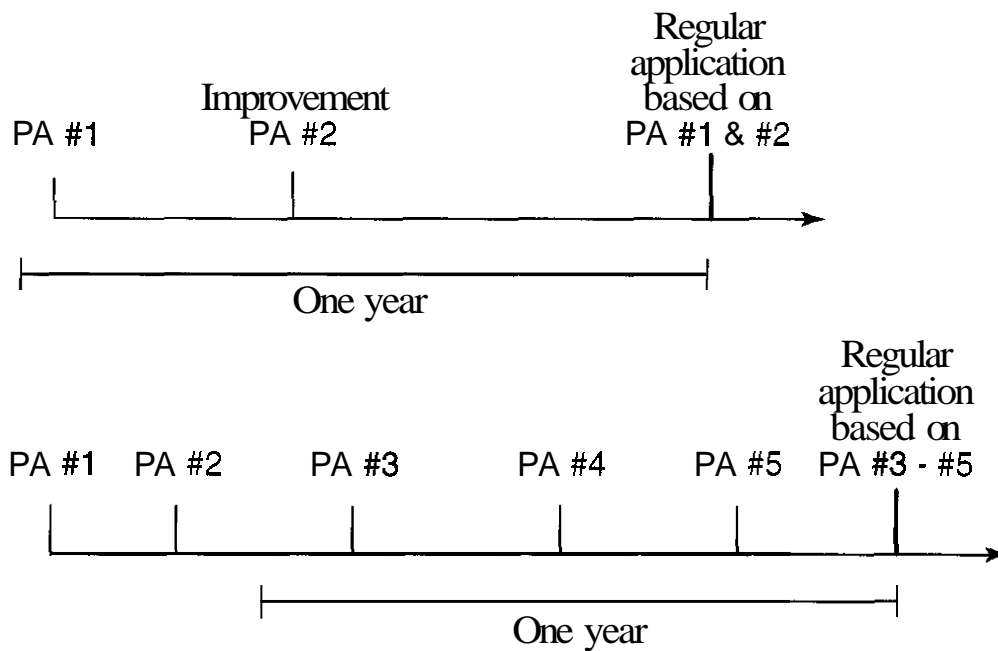 Regular
application
based on
Improvement
PA #1
PA #2
PA #1 & #2
One year
Regular
application
based on
PA #1 PA #2 PA #3 PA #4 PA #5 PA #3 - #5
One year